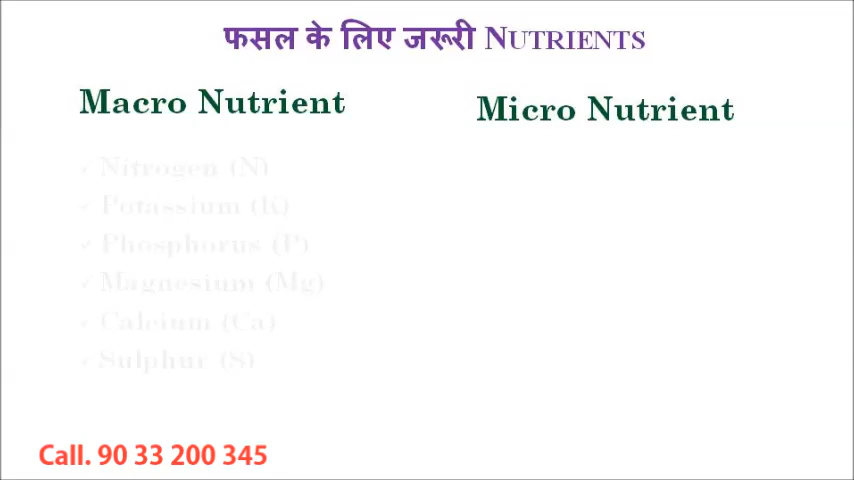 फसल के लिए जरूरी NUTRIENTS
Macro Nutrient
Micro Nutrient
✓ Nitrogen (N)
✓ Potassium (K)
✓ Phosphorus (P)
✓ Magnesium (Mg)
✓ Calcium (Ca)
✓ Sulphur (S)
Call. 90 33 200 345